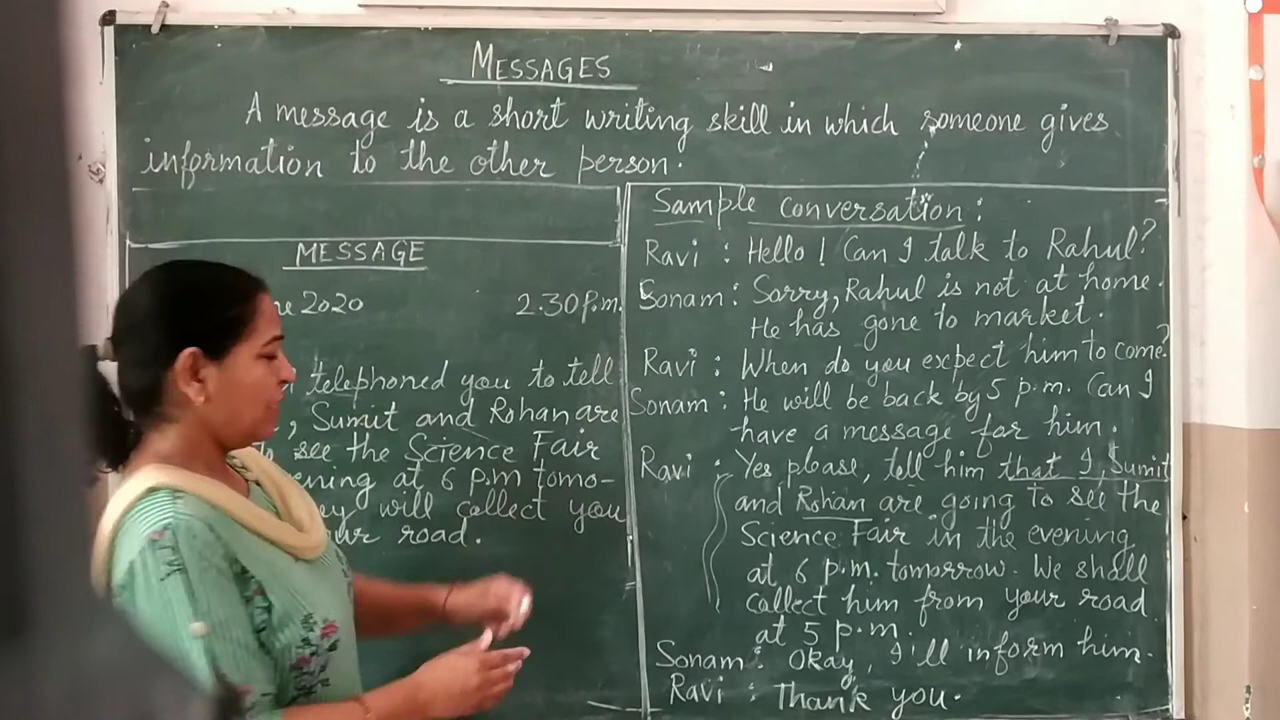 MESSAGES
A message is a short writing skill in which someone gives
information to the other person.
MESSAGE
2020 2.30 p.m.
telephoned you to tell
, Sumit and Rohan are
to see the Science Fair
ening at 6 p.m tomo-
ey will collect you
ur road.
Sample conversation :
Ravi : Hello ! Can I talk to Rahul?
Sonam : Sorry, Rahul is not at home.
He has gone to market.
Ravi : When do you expect him to come?
Sonam : He will be back by 5 p.m. Can I
have a message for him.
Ravi : Yes please, tell him that I, Sumit
and Rohan are going to see the
Science Fair in the evening
at 6 p.m. tomorrow. We shall
collect him from your road
at 5 p.m.
Sonam : Okay, I'll inform him.
Ravi : Thank you.